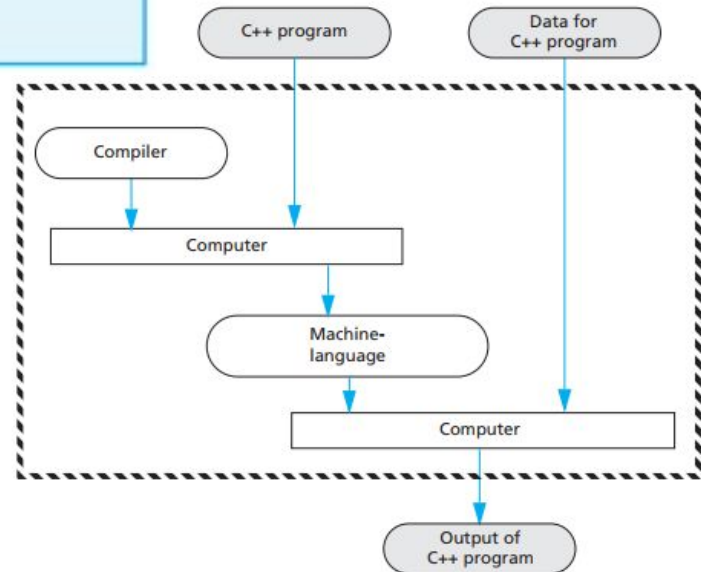 C++ program
Data for
C++ program
Compiler
Computer
Machine-
language
Computer
Output of
C++ program